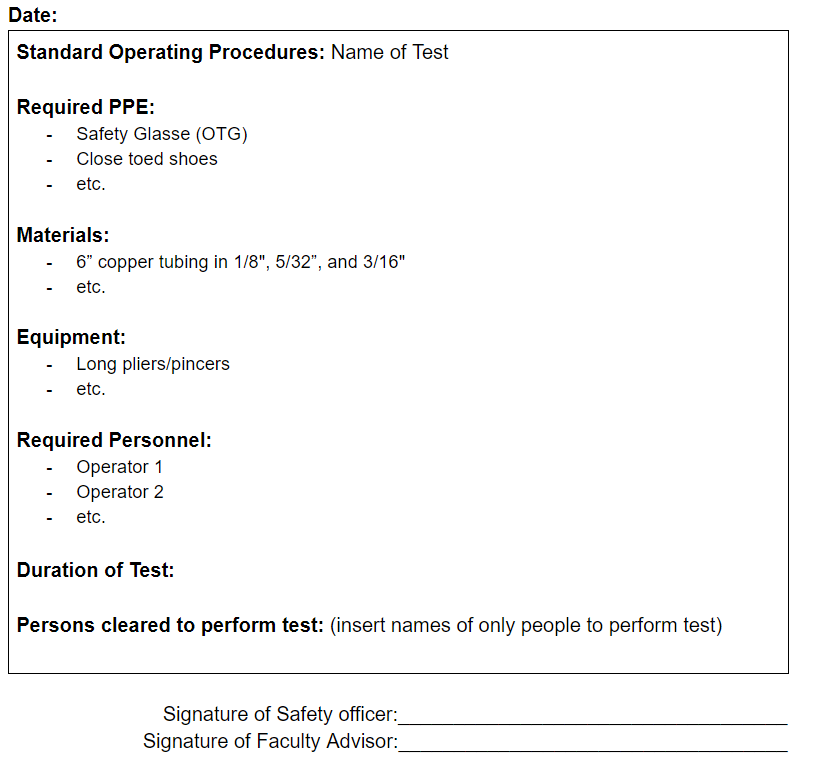 Date:
Standard Operating Procedures: Name of Test
Required PPE:
- Safety Glasse (OTG)
- Close toed shoes
- etc.
Materials:
- 6” copper tubing in 1/8", 5/32”, and 3/16"
- etc.
Equipment:
- Long pliers/pincers
- etc.
Required Personnel:
- Operator 1
- Operator 2
- etc.
Duration of Test:
Persons cleared to perform test: (insert names of only people to perform test)
Signature of Safety officer:___________________________________
Signature of Faculty Advisor:___________________________________